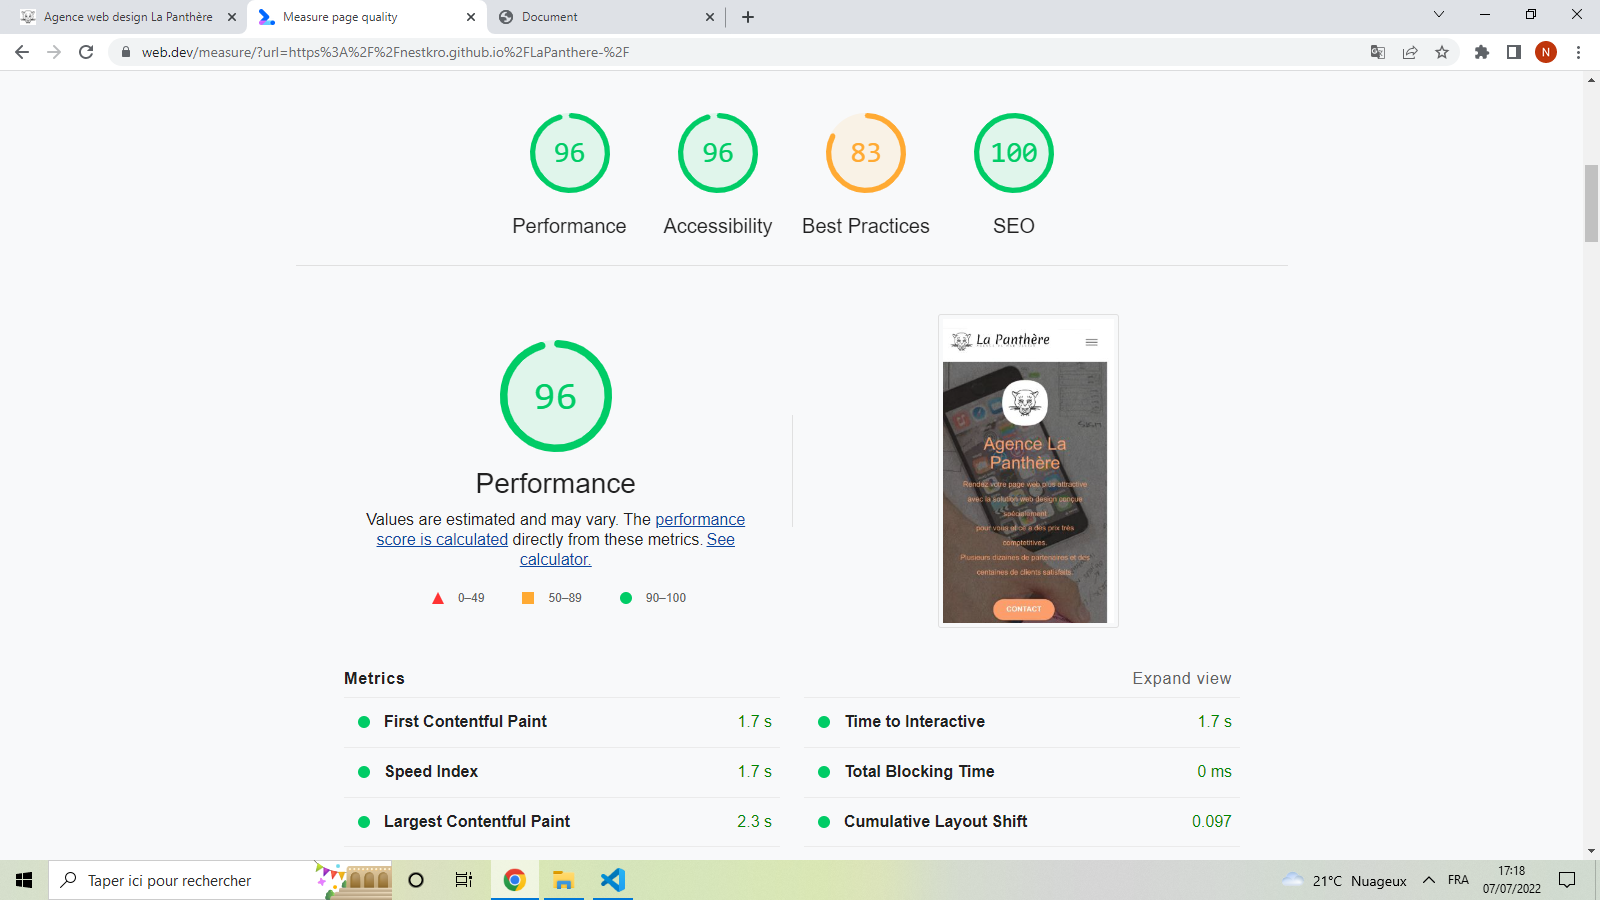 Agence web design La Panthère
Measure page quality
Document
web.dev/measure/?url=https%3A%2F%2Fnestkro.github.io%2FLaPanthere-%2F
N
96
96
83
100
Performance
Accessibility
Best Practices
SEO
96
Performance
Values are estimated and may vary. The performance
score is calculated directly from these metrics. See
calculator.
0–49
50–89
90–100
La Panthère
Agence La
Panthère
Rendez votre page web plus attractive
avec la solution web design conçue
spécialement
pour vous grâce à des prix très
Plusieurs dizaines de partenaires et des
centaines de clients satisfaits
CONTACT
Metrics
Expand view
First Contentful Paint
1.7 s
Time to Interactive
1.7 s
Speed Index
1.7 s
Total Blocking Time
0 ms
Largest Contentful Paint
2.3 s
Cumulative Layout Shift
0.097
Taper ici pour rechercher
21°C Nuageux
FRA
17:18
07/07/2022